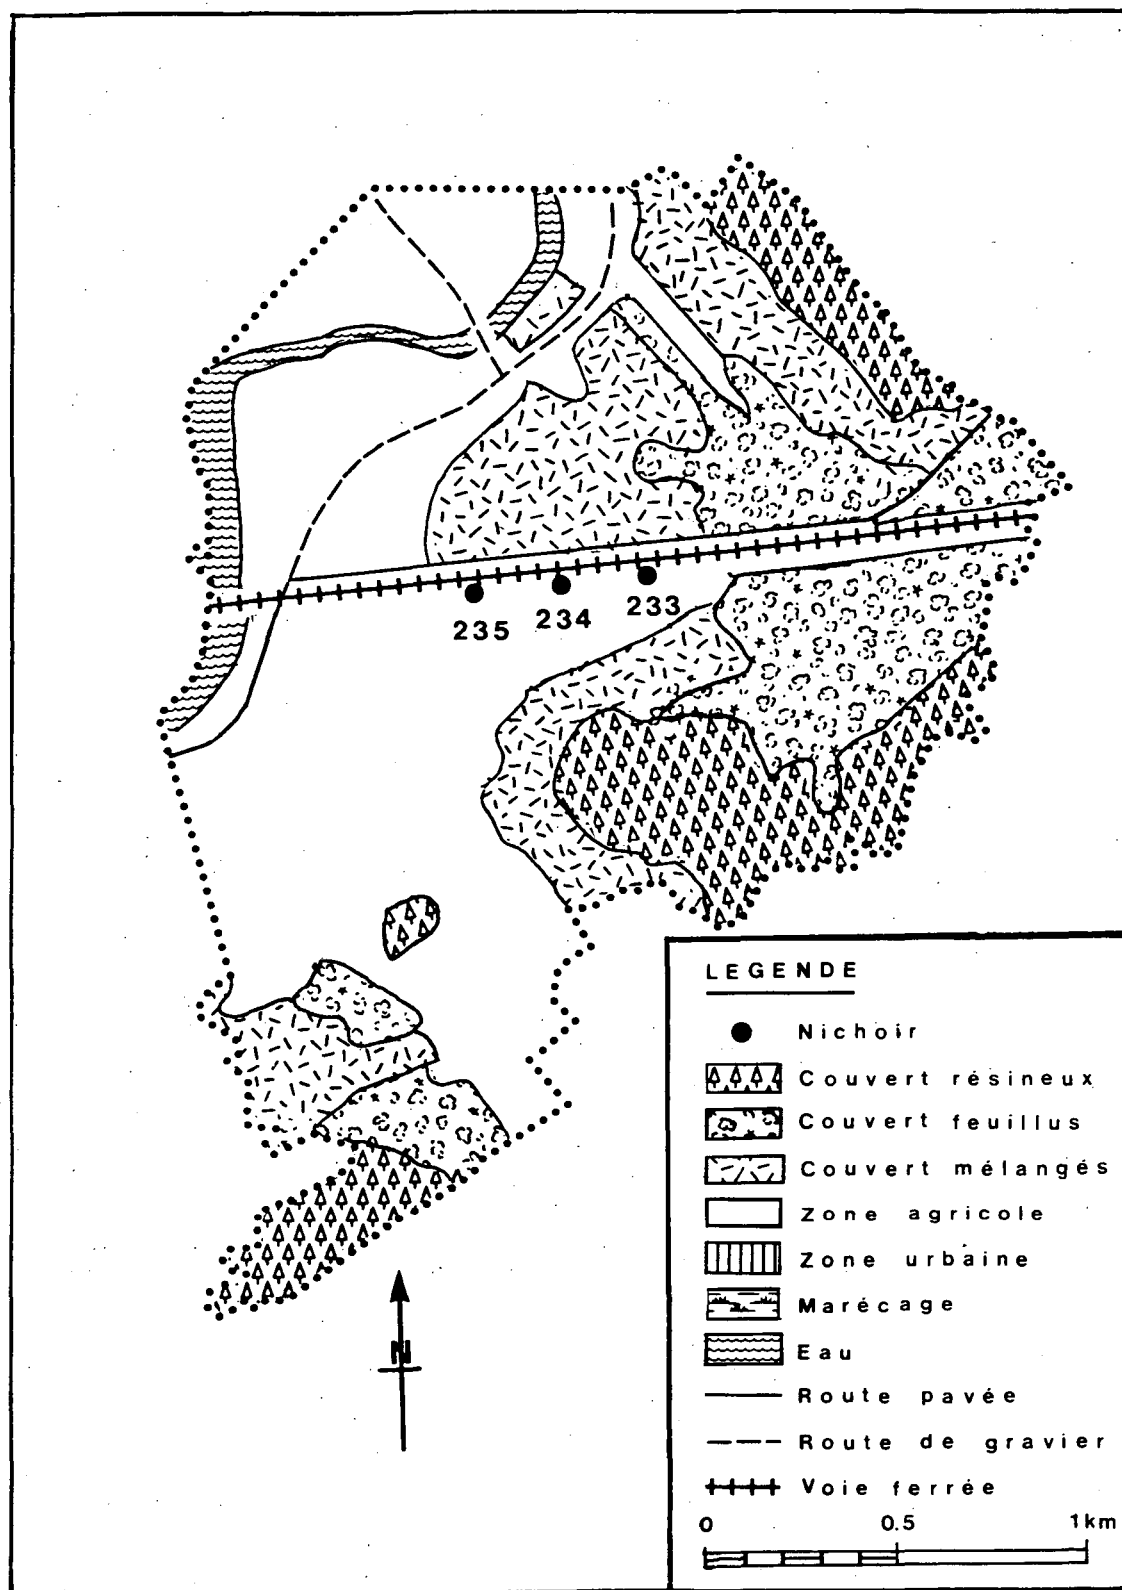 235
234
233
LEGENDE
Nichoir
Couvert résineux
Couvert feuillus
Couvert mélangés
Zone agricole
Zone urbaine
Marécage
Eau
Route pavée
Route de gravier
Voie ferrée
0 0.5 1km
N